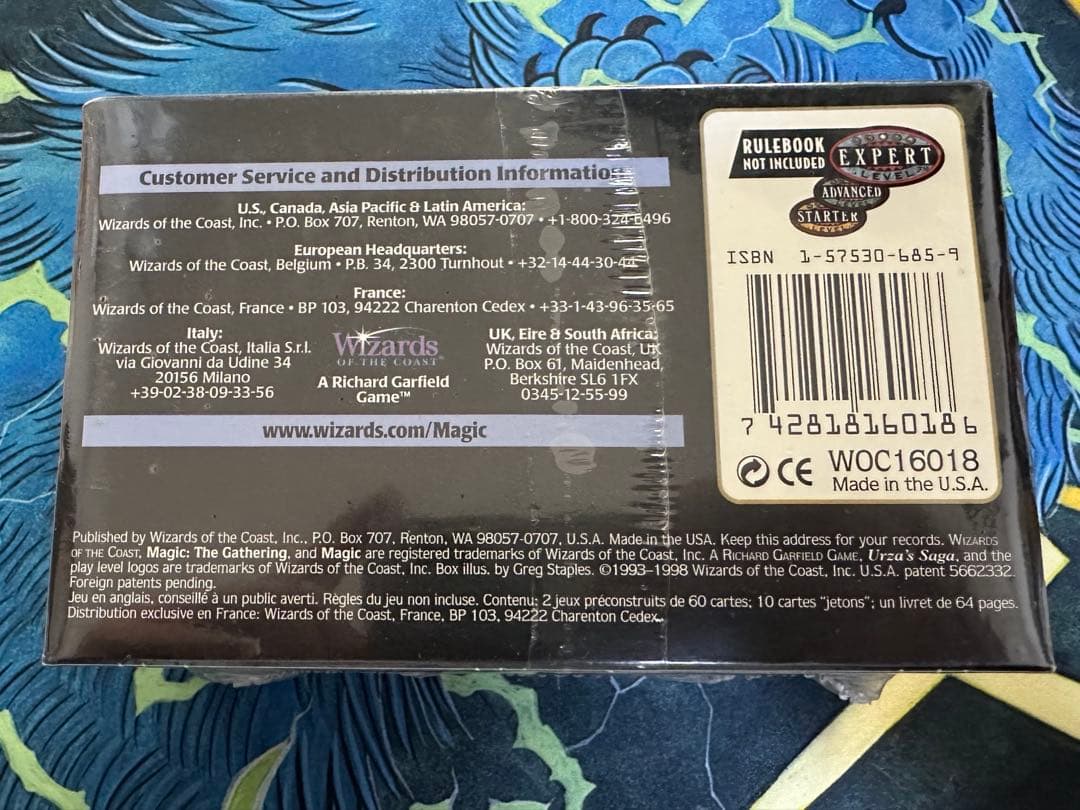 Customer Service and Distribution Information
U.S., Canada, Asia Pacific & Latin America:
Wizards of the Coast, Inc. • P.O. Box 707, Renton, WA 98057-0707 • +1-800-324-6496
European Headquarters:
Wizards of the Coast, Belgium • P.B. 34, 2300 Turnhout • +32-14-44-30-44
France:
Wizards of the Coast, France • BP 103, 94222 Charenton Cedex • +33-1-43-96-35-65
Italy:
Wizards of the Coast, Italia S.r.l.
via Giovanni da Udine 34
20156 Milano
+39-02-38-09-33-56
Wizards
OF THE COAST
A Richard Garfield
Game™
UK, Eire & South Africa:
Wizards of the Coast, UK
P.O. Box 61, Maidenhead,
Berkshire SL6 1FX
0345-12-55-99
www.wizards.com/Magic
RULEBOOK
NOT INCLUDED
EXPERT
LEVEL
ADVANCED
LEVEL
STARTER
LEVEL
ISBN 1-57530-685-9
7 42818 16018 6
CE WOC16018
Made in the U.S.A.
Published by Wizards of the Coast, Inc., P.O. Box 707, Renton, WA 98057-0707, U.S.A. Made in the USA. Keep this address for your records. WIZARDS
OF THE COAST, Magic: The Gathering, and Magic are registered trademarks of Wizards of the Coast, Inc. A RICHARD GARFIELD GAME, Urza's Saga, and the
play level logos are trademarks of Wizards of the Coast, Inc. Box illus. by Greg Staples. ©1993–1998 Wizards of the Coast, Inc. U.S.A. patent 5662332.
Foreign patents pending.
Jeu en anglais, conseillé à un public averti. Règles du jeu non incluse. Contenu: 2 jeux préconstruits de 60 cartes; 10 cartes "jetons"; un livret de 64 pages.
Distribution exclusive en France: Wizards of the Coast, France, BP 103, 94222 Charenton Cedex.